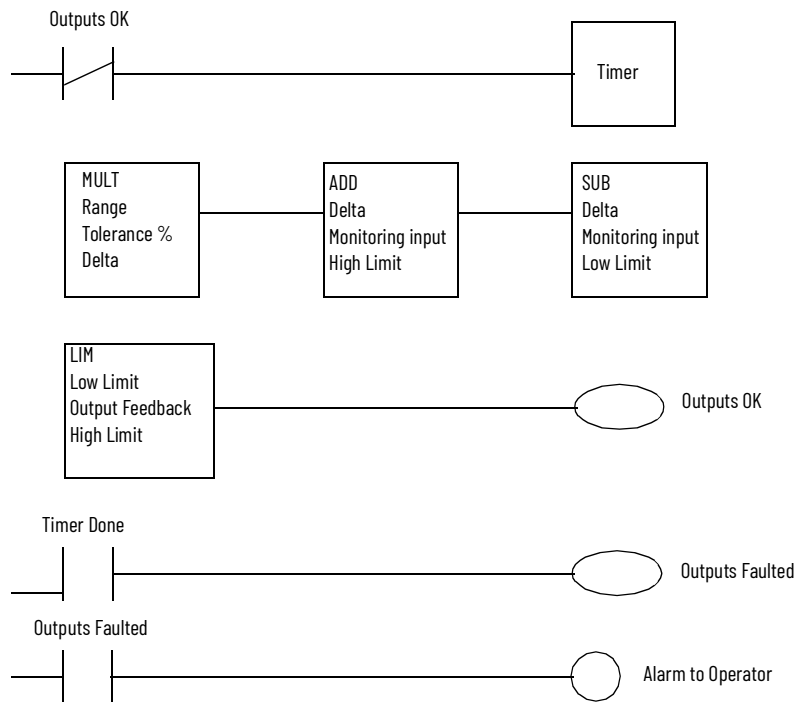 Outputs OK
Timer
MULT
Range
Tolerance %
Delta
ADD
Delta
Monitoring input
High Limit
SUB
Delta
Monitoring input
Low Limit
LIM
Low Limit
Output Feedback
High Limit
Outputs OK
Timer Done
Outputs Faulted
Outputs Faulted
Alarm to Operator